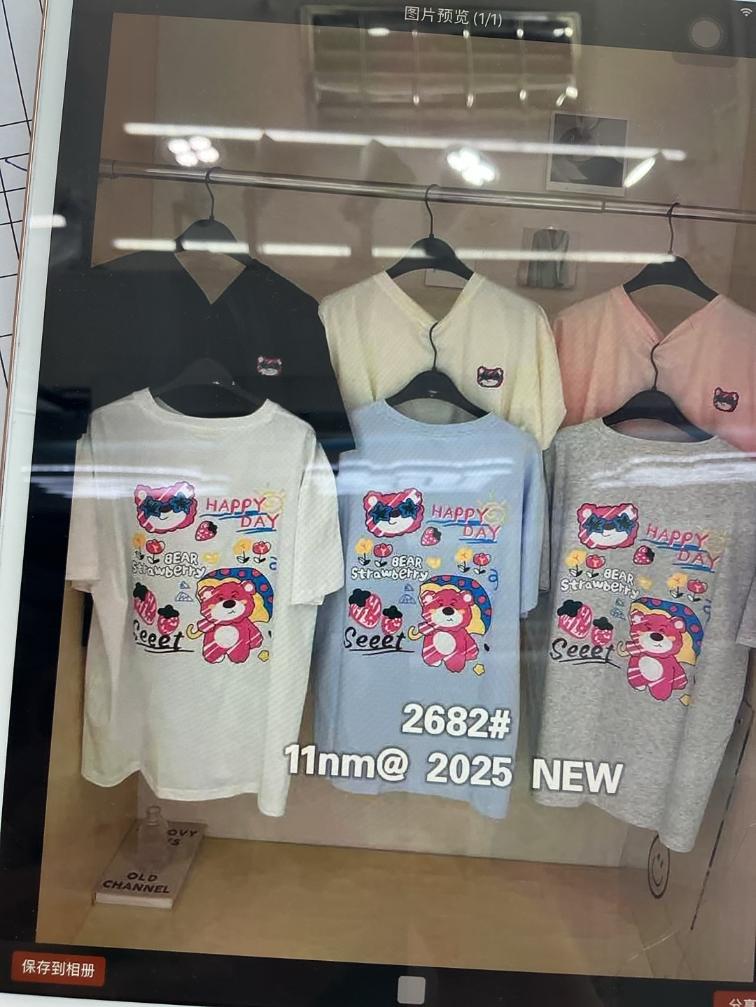 图片预览 (1/1)
HAPPY
DAY
BEAR
Strawberry
Seeet
HAPPY
DAY
BEAR
Strawberry
Seeet
HAPPY
DAY
BEAR
Strawberry
Seeet
2682#
11nm@ 2025 NEW
OLD
CHANNEL
保存到相册